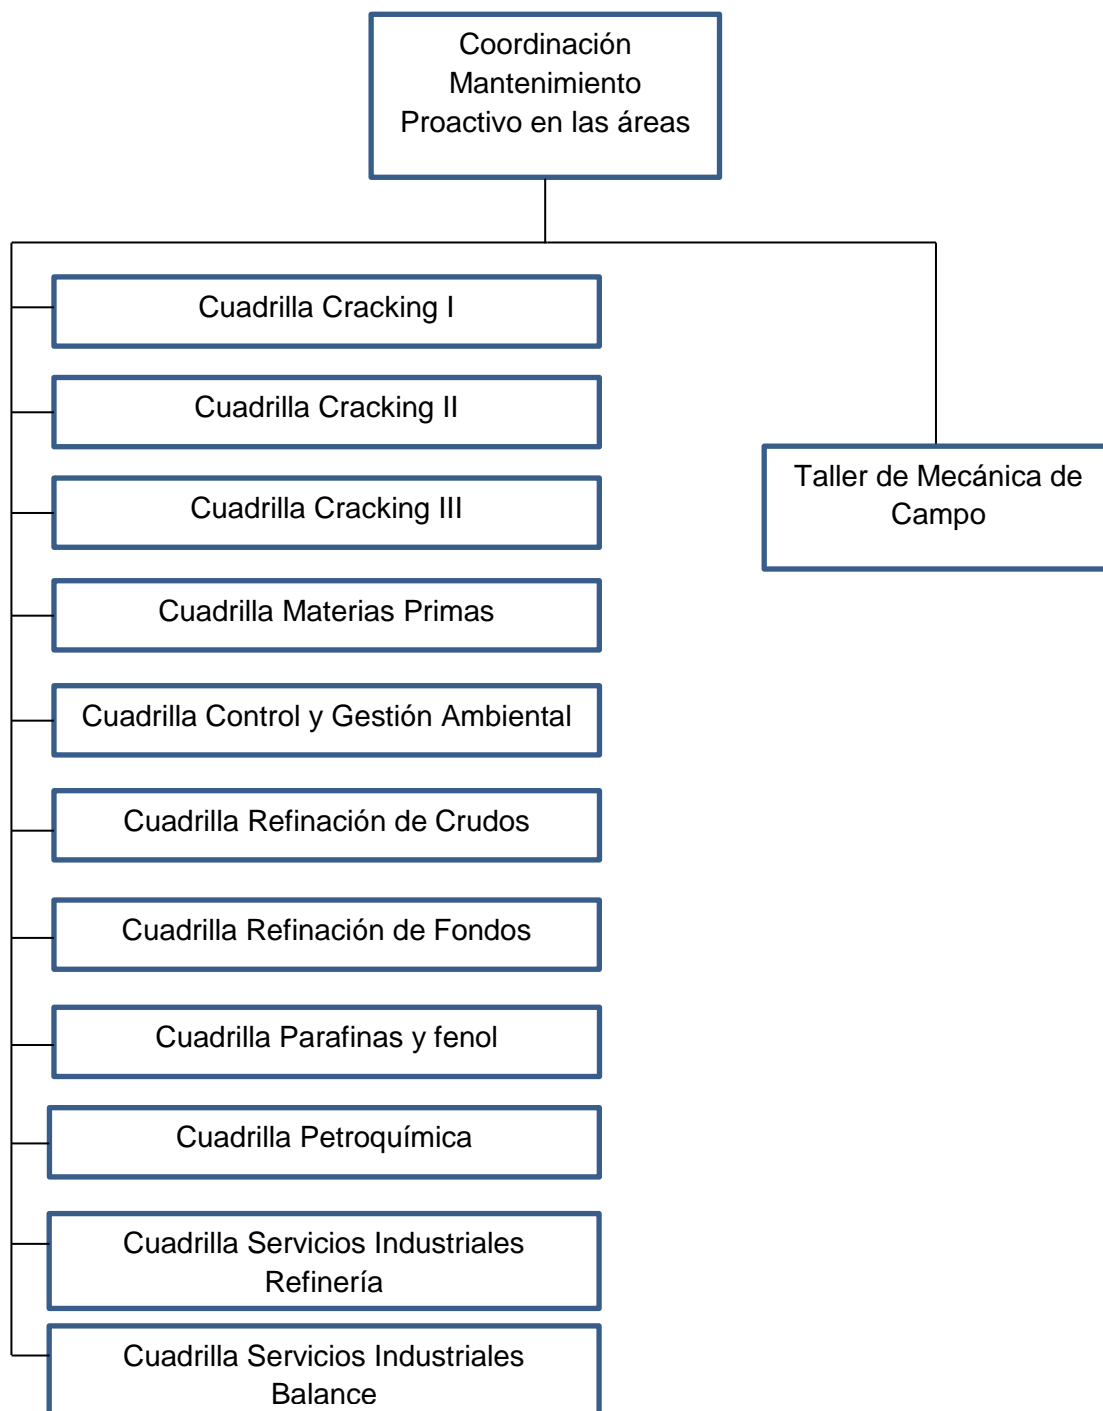 Coordinación
Mantenimiento
Proactivo en las áreas
Cuadrilla Cracking I
Cuadrilla Cracking II
Cuadrilla Cracking III
Taller de Mecánica de
Campo
Cuadrilla Materias Primas
Cuadrilla Control y Gestión Ambiental
Cuadrilla Refinación de Crudos
Cuadrilla Refinación de Fondos
Cuadrilla Parafinas y fenol
Cuadrilla Petroquímica
Cuadrilla Servicios Industriales
Refinería
Cuadrilla Servicios Industriales
Balance